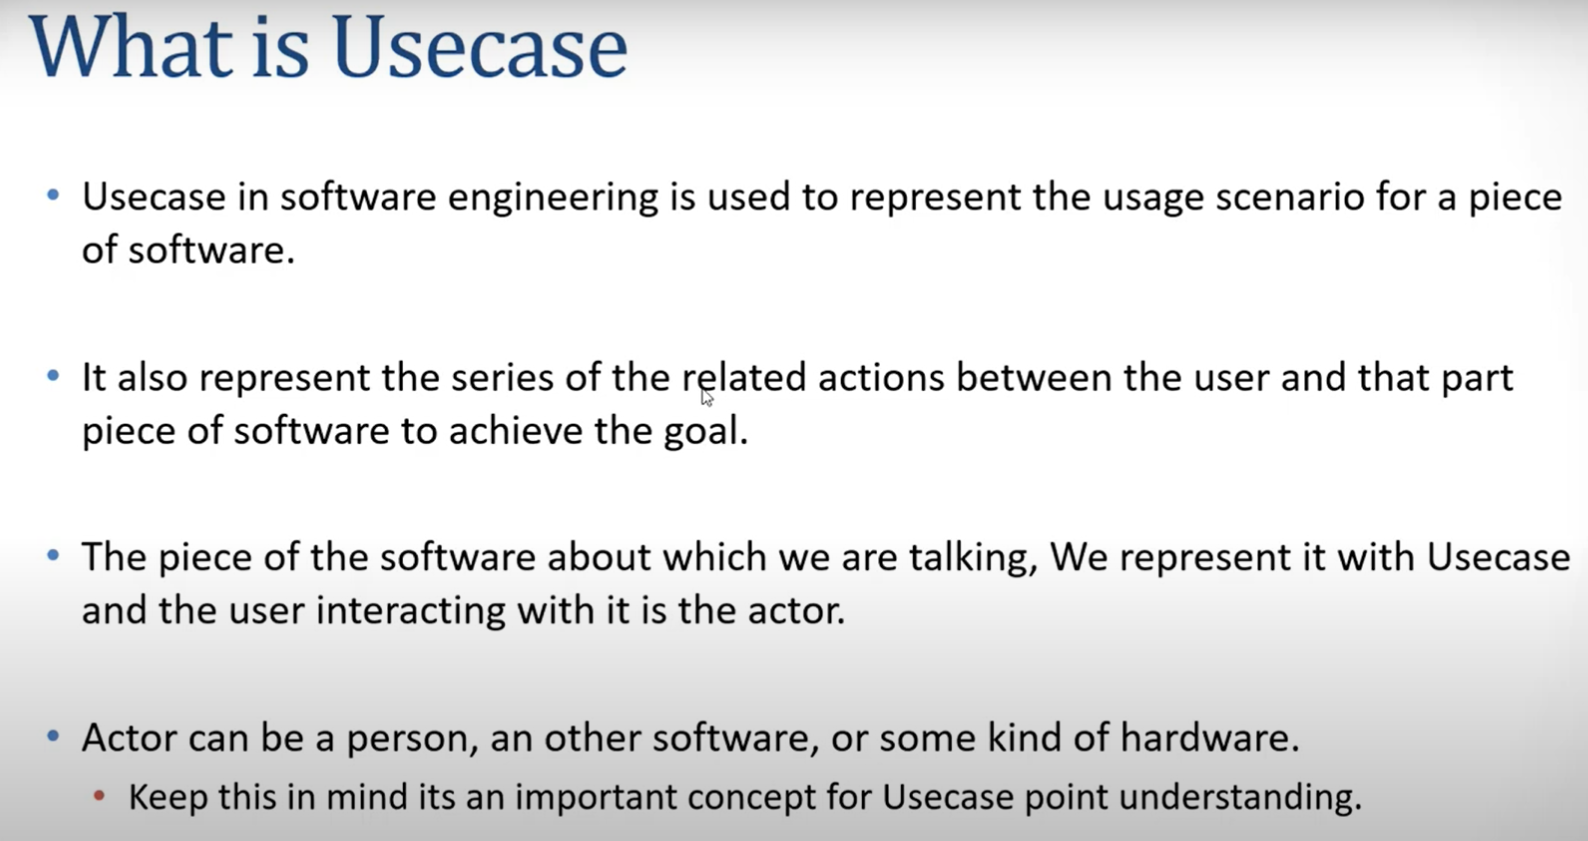 What is Usecase
• Usecase in software engineering is used to represent the usage scenario for a piece
of software.
• It also represent the series of the related actions between the user and that part
piece of software to achieve the goal.
• The piece of the software about which we are talking, We represent it with Usecase
and the user interacting with it is the actor.
• Actor can be a person, an other software, or some kind of hardware.
• Keep this in mind its an important concept for Usecase point understanding.